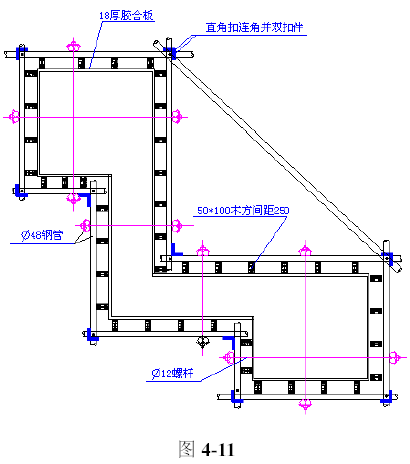 18厚胶合板
直角扣连角并双扣件
50*100木方间距250
Ø48钢管
Ø12螺杆
图 4-11